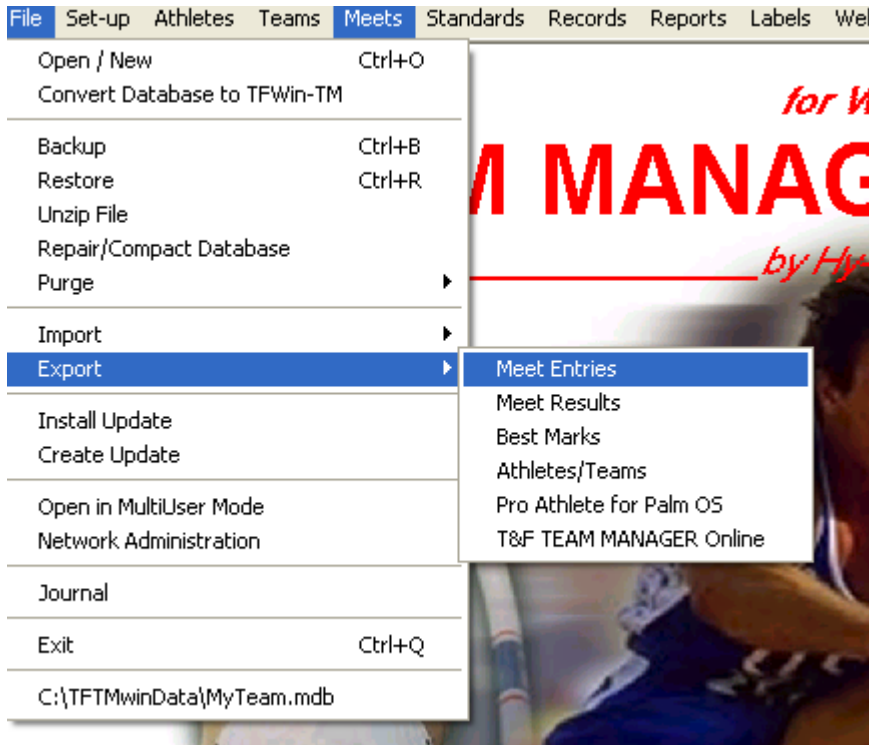 File Set-up Athletes Teams Meets Standards Records Reports Labels
Open / New Ctrl+O
Convert Database to TFWin-TM
Backup Ctrl+B
Restore Ctrl+R
Unzip File
Repair/Compact Database
Purge
Import
Export
Install Update
Create Update
Open in MultiUser Mode
Network Administration
Journal
Exit Ctrl+Q
C:\TFTMwinData\MyTeam.mdb
Meet Entries
Meet Results
Best Marks
Athletes/Teams
Pro Athlete for Palm OS
T&F TEAM MANAGER Online
for W
M MANAG
by Hy-